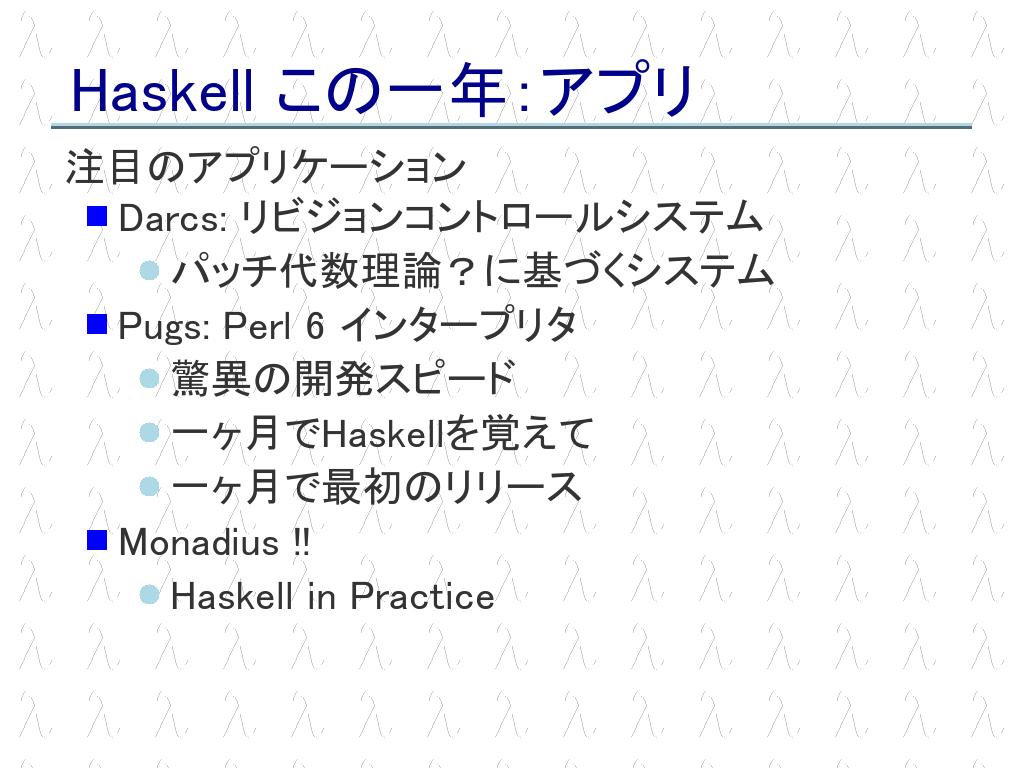 Haskell この一年：アプリ
注目のアプリケーション
Darcs: リビジョンコントロールシステム
パッチ代数理論？に基づくシステム
Pugs: Perl 6 インタープリタ
驚異の開発スピード
一ヶ月でHaskellを覚えて
一ヶ月で最初のリリース
Monadius !!
Haskell in Practice